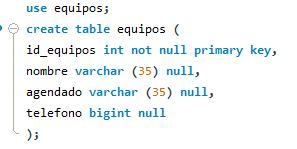 use equipos;
create table equipos (
id_equipos int not null primary key,
nombre varchar (35) null,
agendado varchar (35) null,
telefono bigint null
);